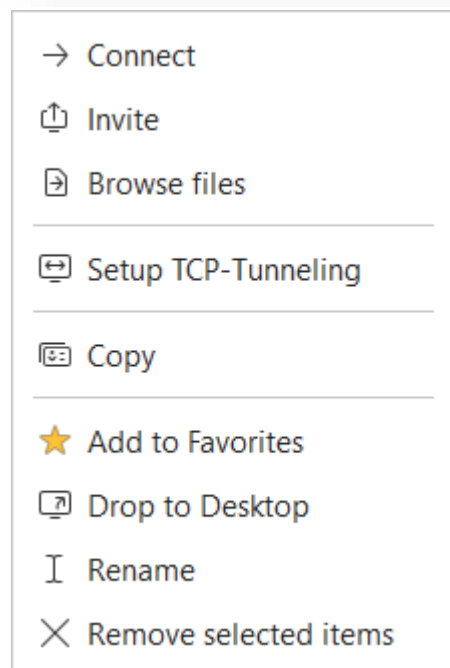 Connect
Invite
Browse files
Setup TCP-Tunneling
Copy
Add to Favorites
Drop to Desktop
Rename
Remove selected items